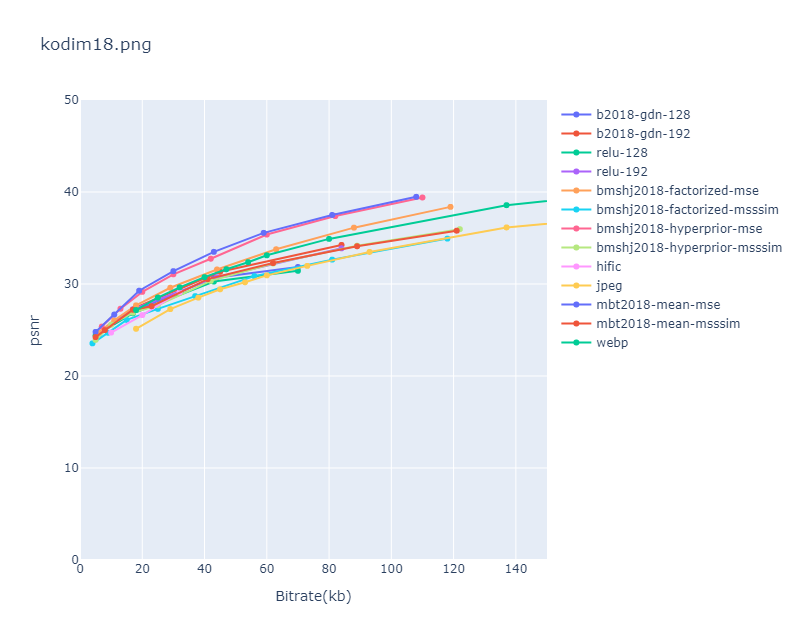 kodim18.png
50
40
30
20
10
0
psnr
0 20 40 60 80 100 120 140
Bitrate(kb)
b2018-gdn-128
b2018-gdn-192
relu-128
relu-192
bmshj2018-factorized-mse
bmshj2018-factorized-msssim
bmshj2018-hyperprior-mse
bmshj2018-hyperprior-msssim
hific
jpeg
mbt2018-mean-mse
mbt2018-mean-msssim
webp